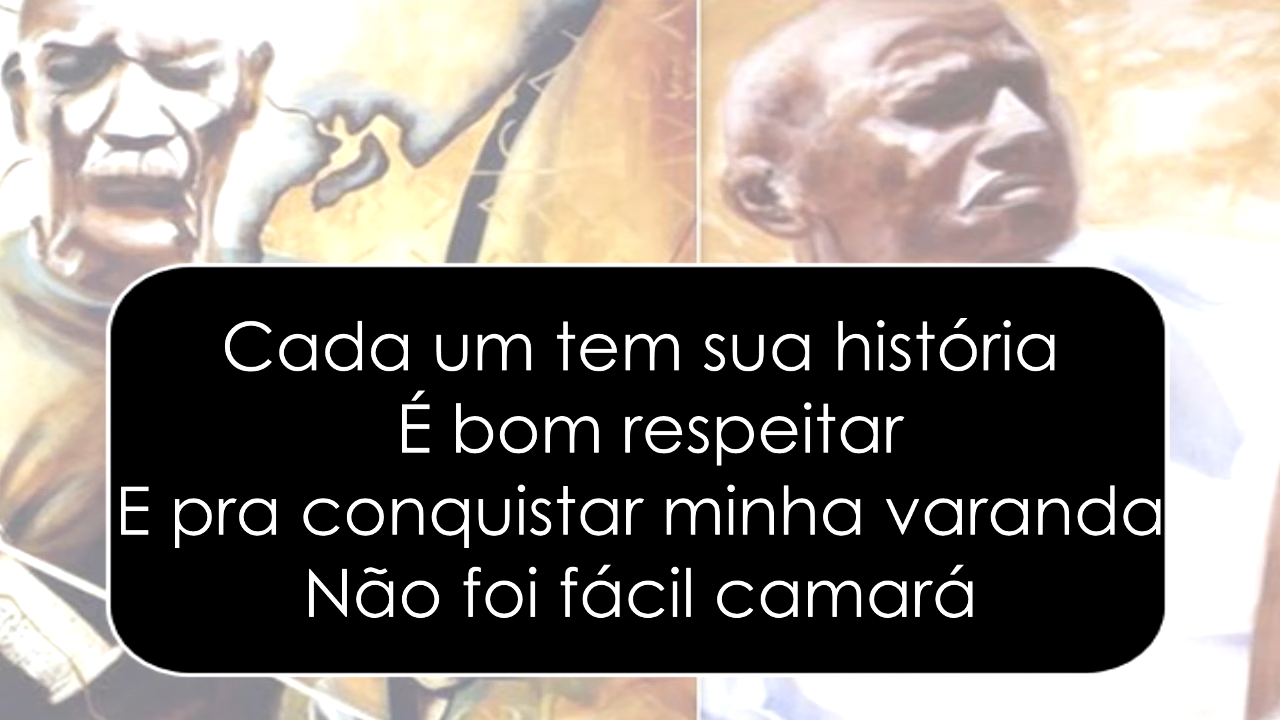 Cada um tem sua história
É bom respeitar
E pra conquistar minha varanda
Não foi fácil camará